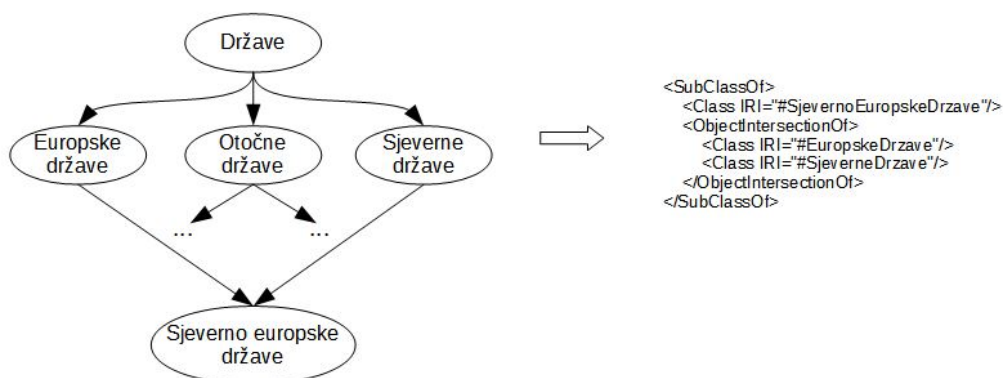 Države
Europske
države
Otočne
države
Sjeverne
države
...
...
Sjeverno europske
države
<SubClassOf>
<Class IRI="#SjevernoEuropskeDrzave"/>
<ObjectIntersectionOf>
<Class IRI="#EuropskeDrzave"/>
<Class IRI="#SjeverneDrzave"/>
</ObjectIntersectionOf>
</SubClassOf>